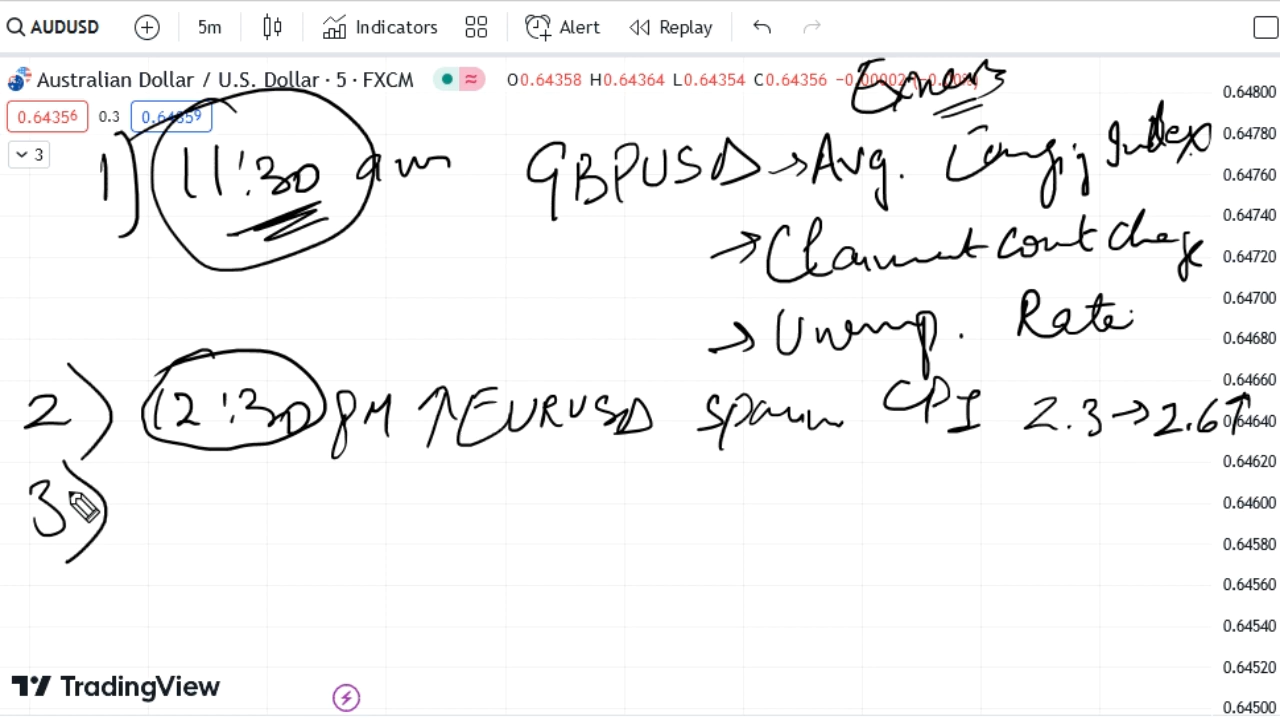 AUDUSD 5m Indicators Alert Replay
Australian Dollar / U.S. Dollar · 5 · FXCM O0.64358 H0.64364 L0.64354 C0.64356
0.64356 0.3 0.64359
3
1) 11:30 am GBPUSD → Avg. Index
→ Claimant Count Change
→ Unemp. Rate
2) 12:30 PM ↑ EURUSD Spain CPI 2.3 → 2.6 ↑
3)
0.64800
0.64780
0.64760
0.64740
0.64720
0.64700
0.64680
0.64660
0.64640
0.64620
0.64600
0.64580
0.64560
0.64540
0.64520
0.64500
TradingView